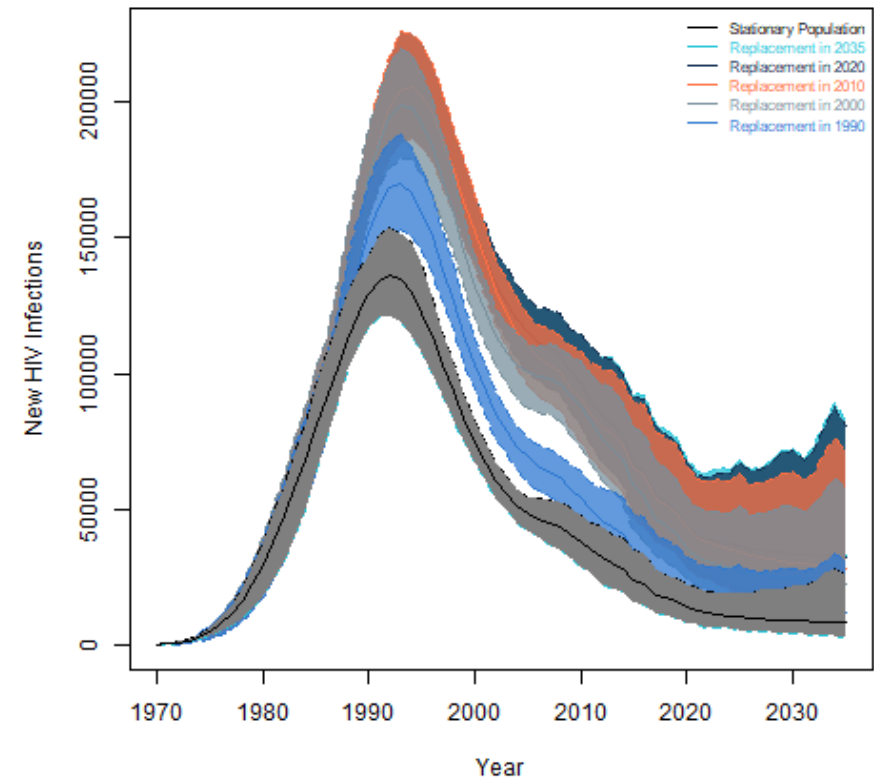 Stationary Population
Replacement in 2035
Replacement in 2020
Replacement in 2010
Replacement in 2000
Replacement in 1990
New HIV Infections
200000
150000
100000
50000
0
1970 1980 1990 2000 2010 2020 2030
Year